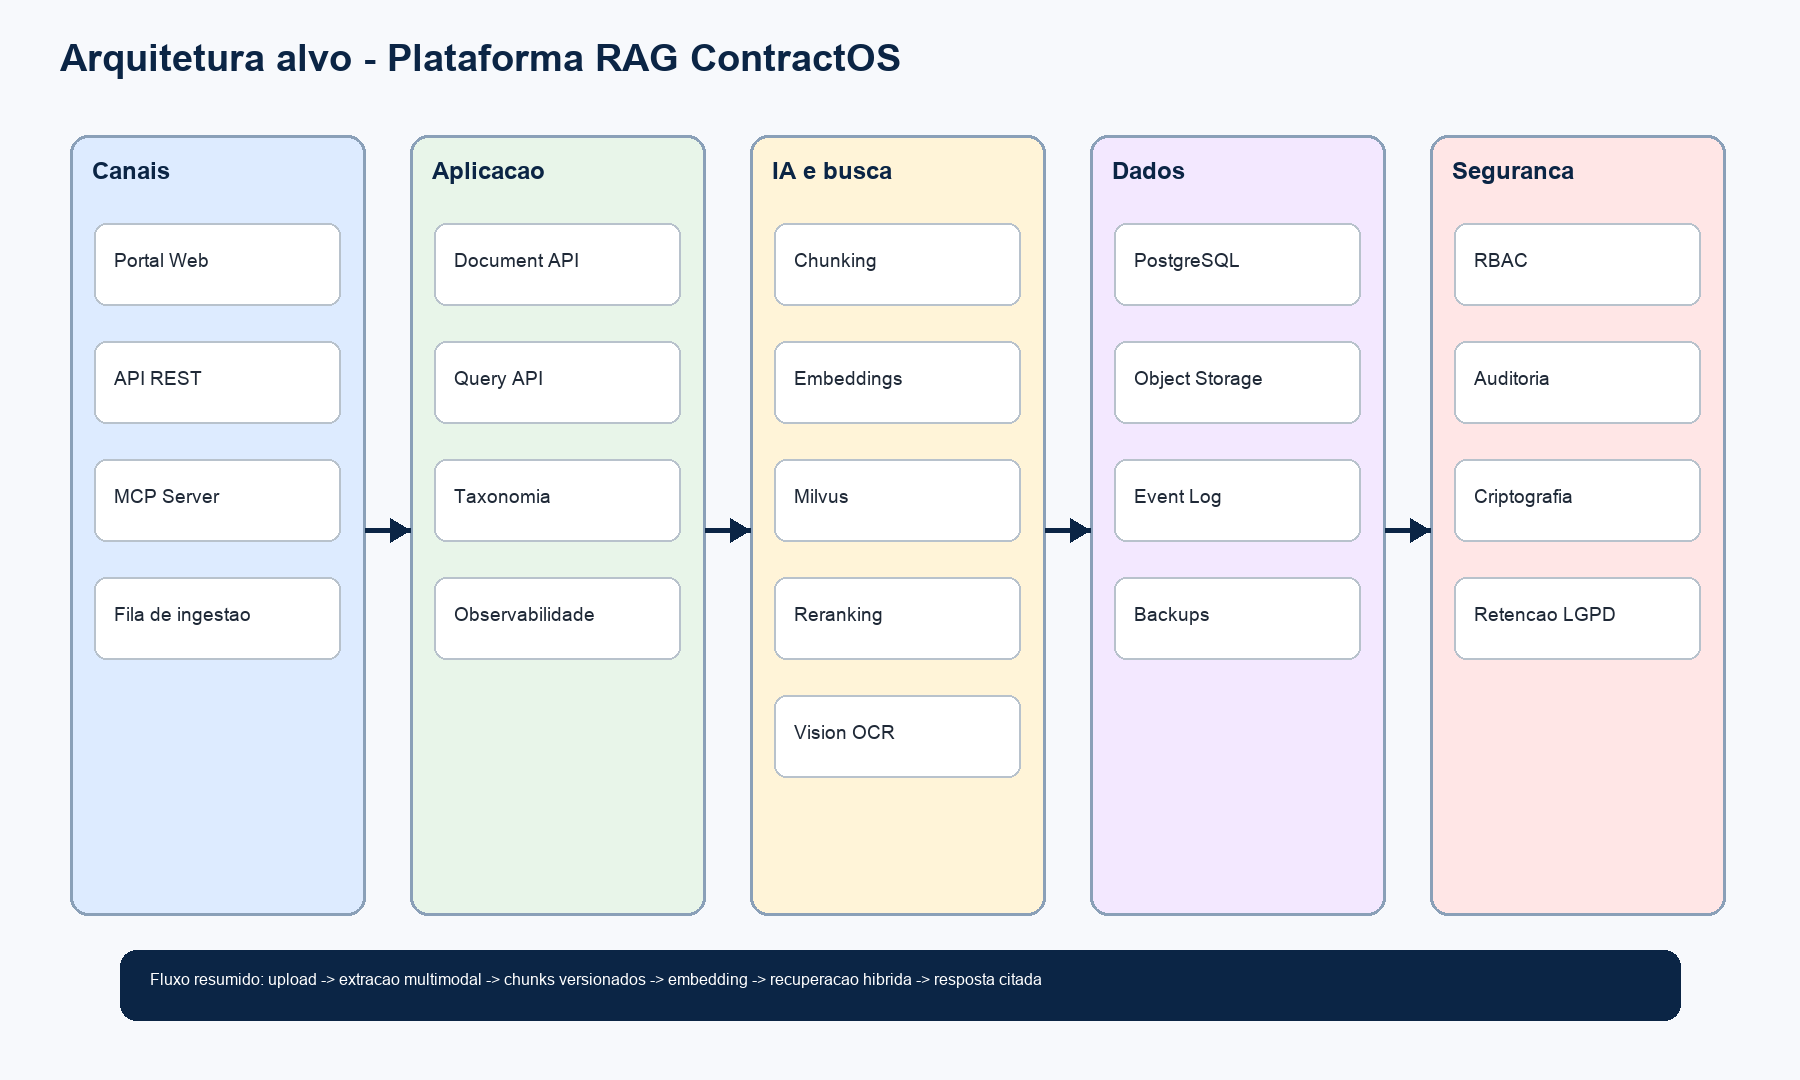 Arquitetura alvo - Plataforma RAG ContractOS
Canais
Portal Web
API REST
MCP Server
Fila de ingestao
Aplicacao
Document API
Query API
Taxonomia
Observabilidade
IA e busca
Chunking
Embeddings
Milvus
Reranking
Vision OCR
Dados
PostgreSQL
Object Storage
Event Log
Backups
Seguranca
RBAC
Auditoria
Criptografia
Retencao LGPD
Fluxo resumido: upload -> extracao multimodal -> chunks versionados -> embedding -> recuperacao hibrida -> resposta citada